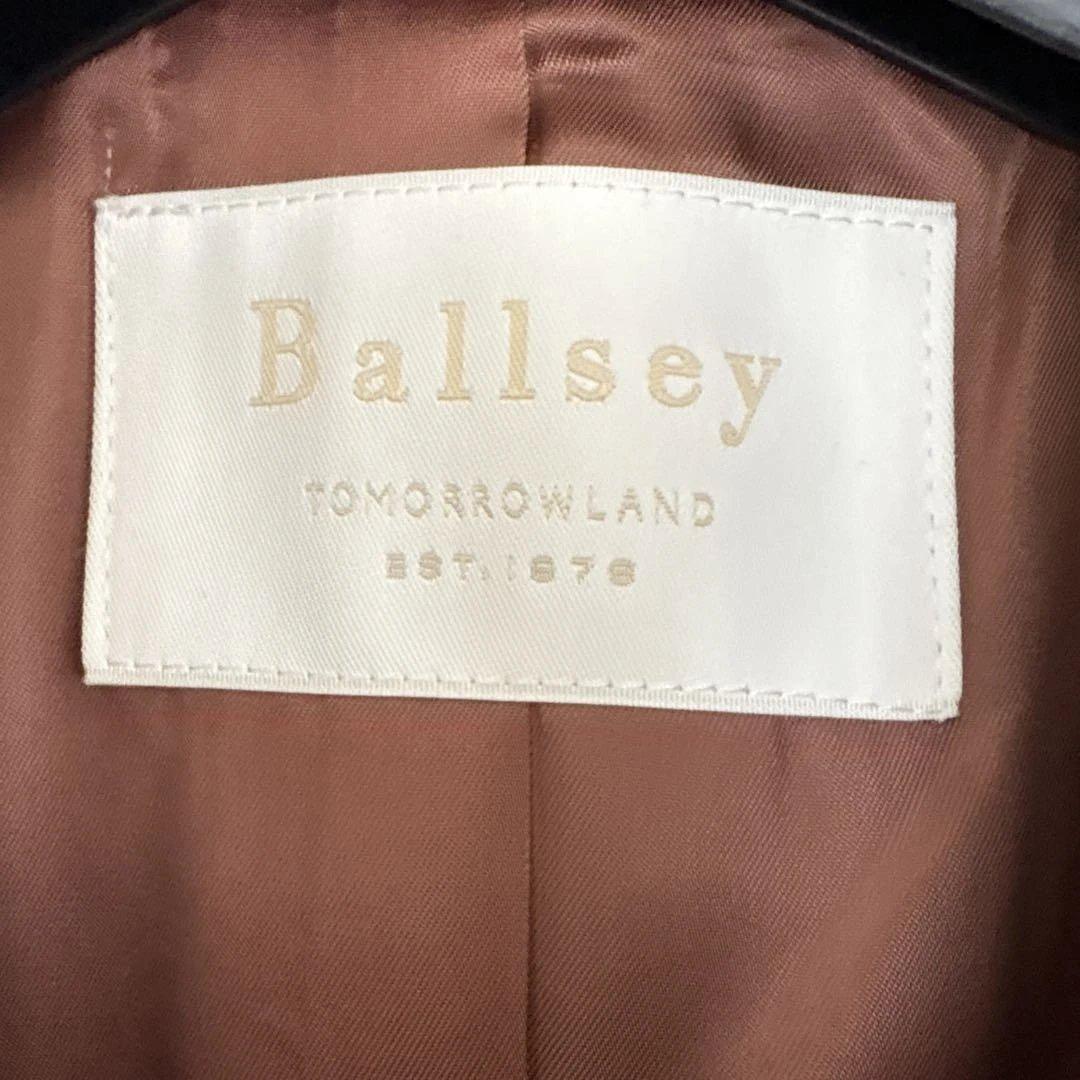 Ballsey
TOMORROWLAND
EST. 1978